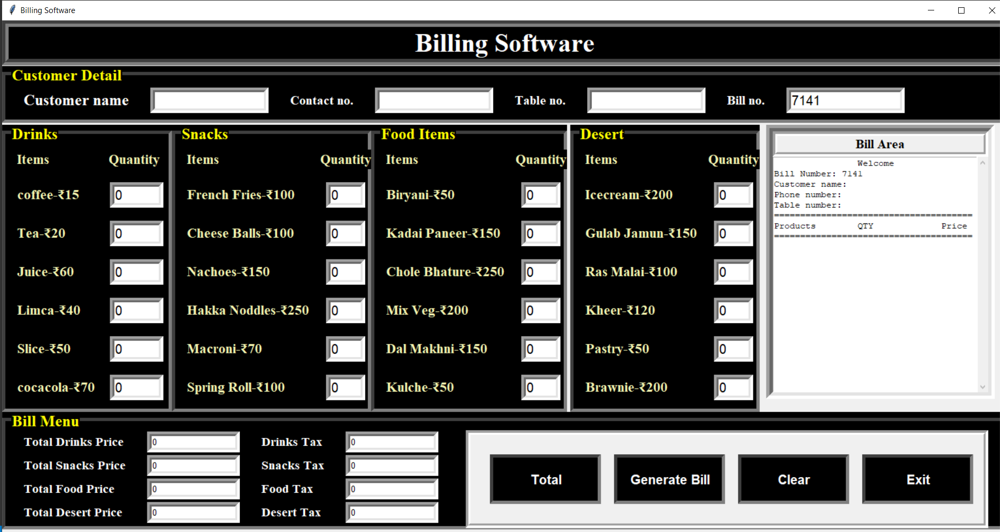 Billing Software
Billing Software
Customer Detail
Customer name Contact no. Table no. Bill no. 7141
Drinks
Items Quantity
coffee-₹15 0
Tea-₹20 0
Juice-₹60 0
Limca-₹40 0
Slice-₹50 0
cocacola-₹70 0
Snacks
Items Quantity
French Fries-₹100 0
Cheese Balls-₹100 0
Nachoes-₹150 0
Hakka Noddles-₹250 0
Macroni-₹70 0
Spring Roll-₹100 0
Food Items
Items Quantity
Biryani-₹50 0
Kadai Paneer-₹150 0
Chole Bhature-₹250 0
Mix Veg-₹200 0
Dal Makhni-₹150 0
Kulche-₹50 0
Desert
Items Quantity
Icecream-₹200 0
Gulab Jamun-₹150 0
Ras Malai-₹100 0
Kheer-₹120 0
Pastry-₹50 0
Brawnie-₹200 0
Bill Area
Welcome
Bill Number: 7141
Customer name:
Phone number:
Table number:
======================================
Products QTY Price
======================================
Bill Menu
Total Drinks Price 0 Drinks Tax 0
Total Snacks Price 0 Snacks Tax 0
Total Food Price 0 Food Tax 0
Total Desert Price 0 Desert Tax 0
Total Generate Bill Clear Exit